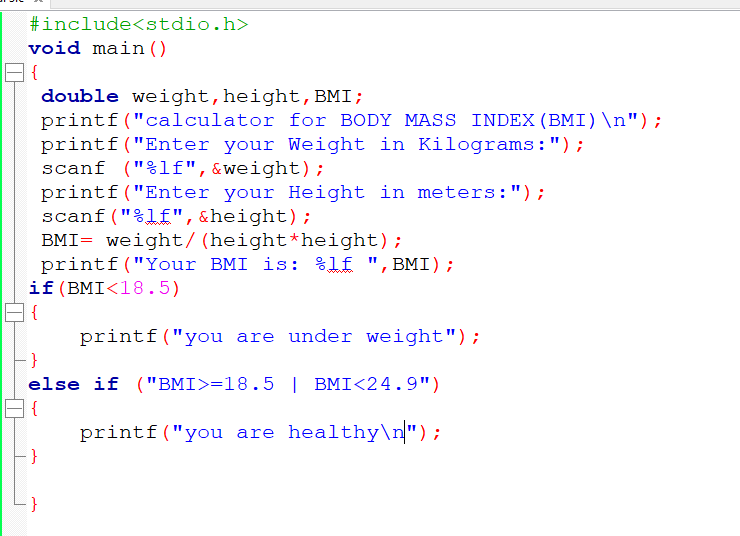 #include<stdio.h>
void main()
{
double weight,height,BMI;
printf("calculator for BODY MASS INDEX(BMI)\n");
printf("Enter your Weight in Kilograms:");
scanf ("%lf",&weight);
printf("Enter your Height in meters:");
scanf("%lf",&height);
BMI= weight/(height*height);
printf("Your BMI is: %lf ",BMI);
if(BMI<18.5)
{
printf("you are under weight");
}
else if ("BMI>=18.5 | BMI<24.9")
{
printf("you are healthy\n");
}
}